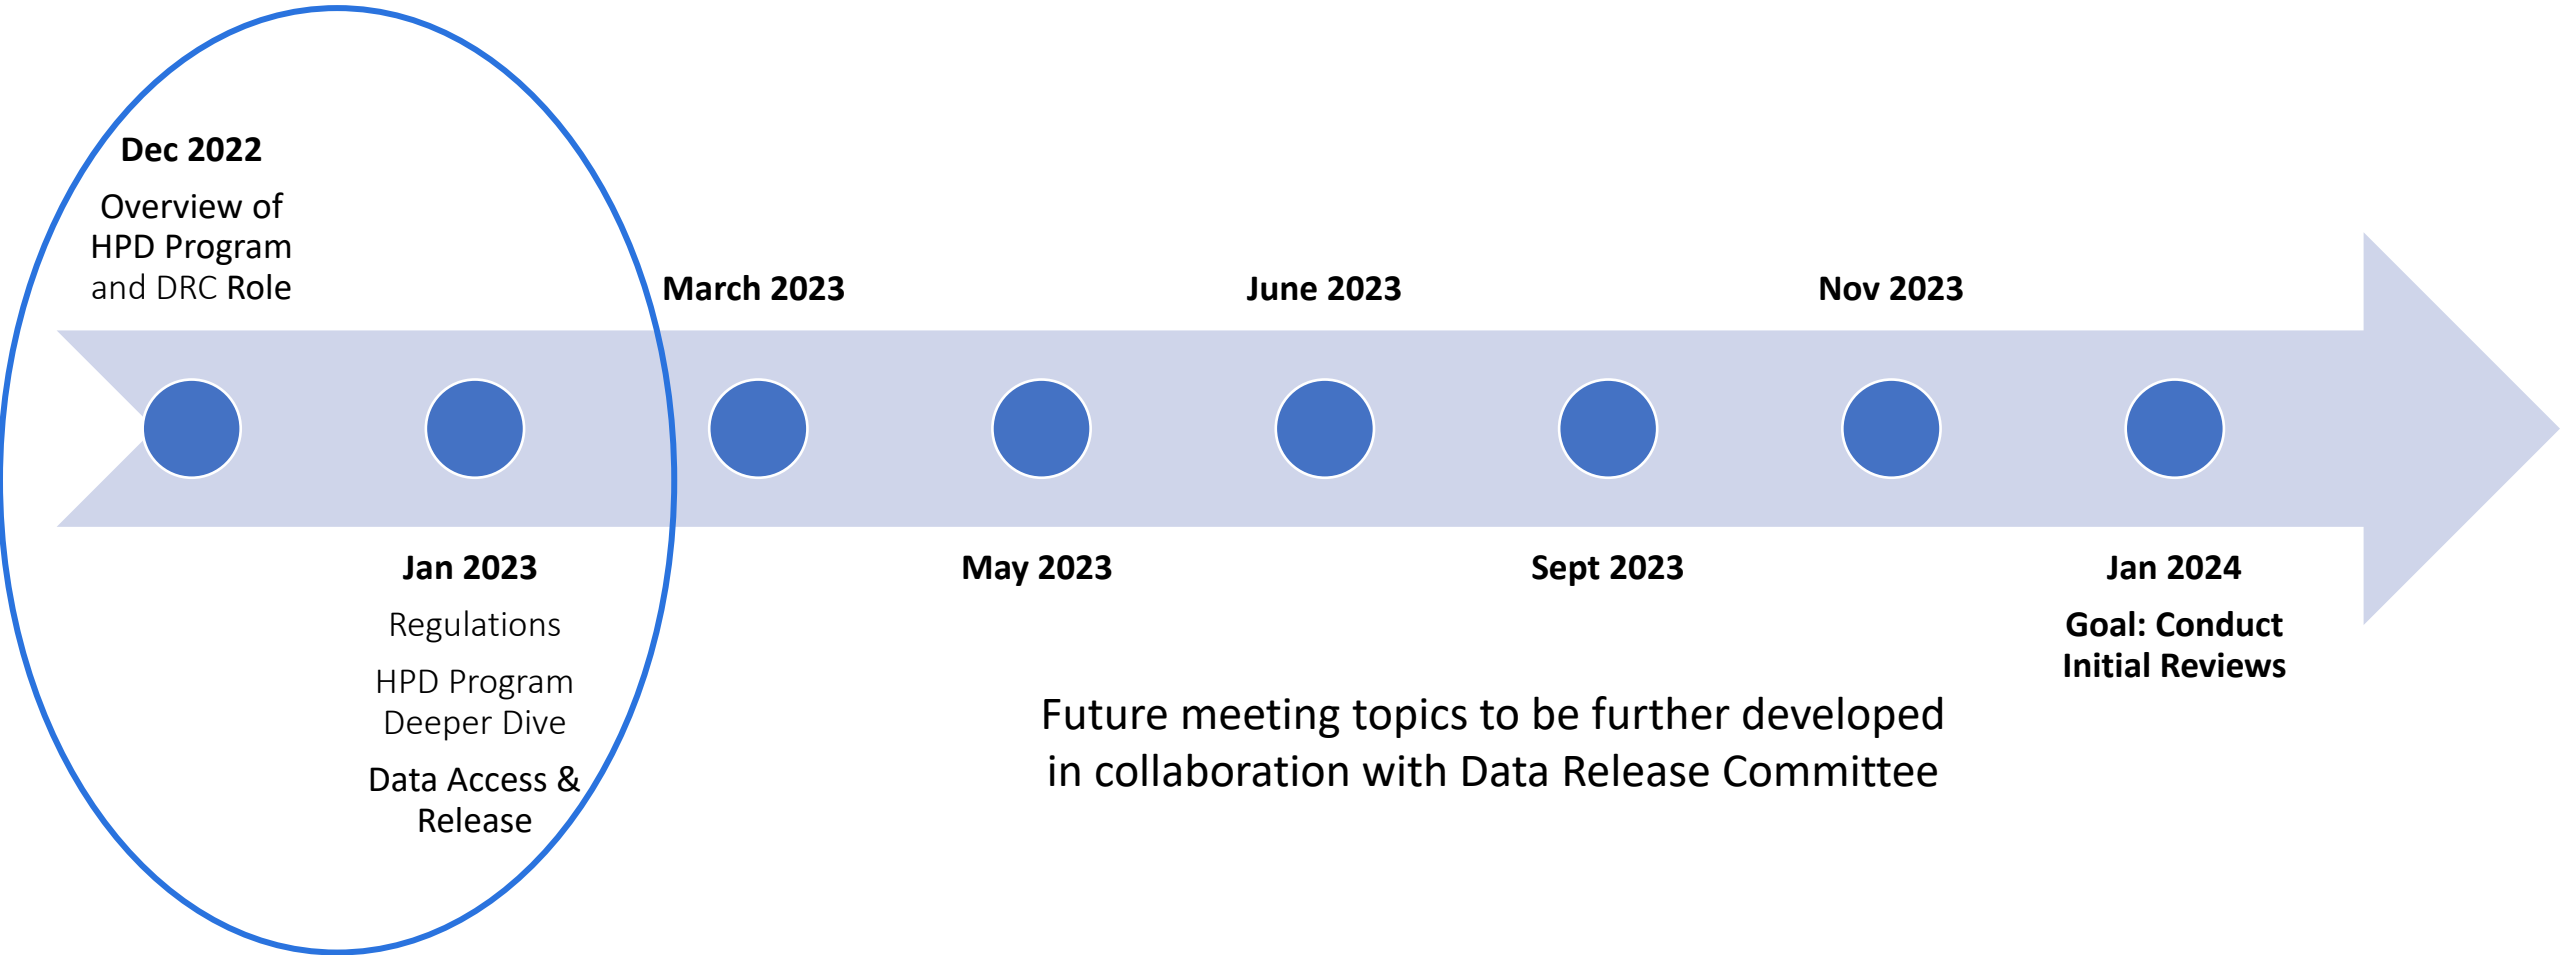 Dec 2022
Overview of
HPD Program
and DRC Role
March 2023
June 2023
Nov 2023
Jan 2023
Regulations
HPD Program
Deeper Dive
Data Access &
Release
May 2023
Sept 2023
Jan 2024
Goal: Conduct
Initial Reviews
Future meeting topics to be further developed
in collaboration with Data Release Committee